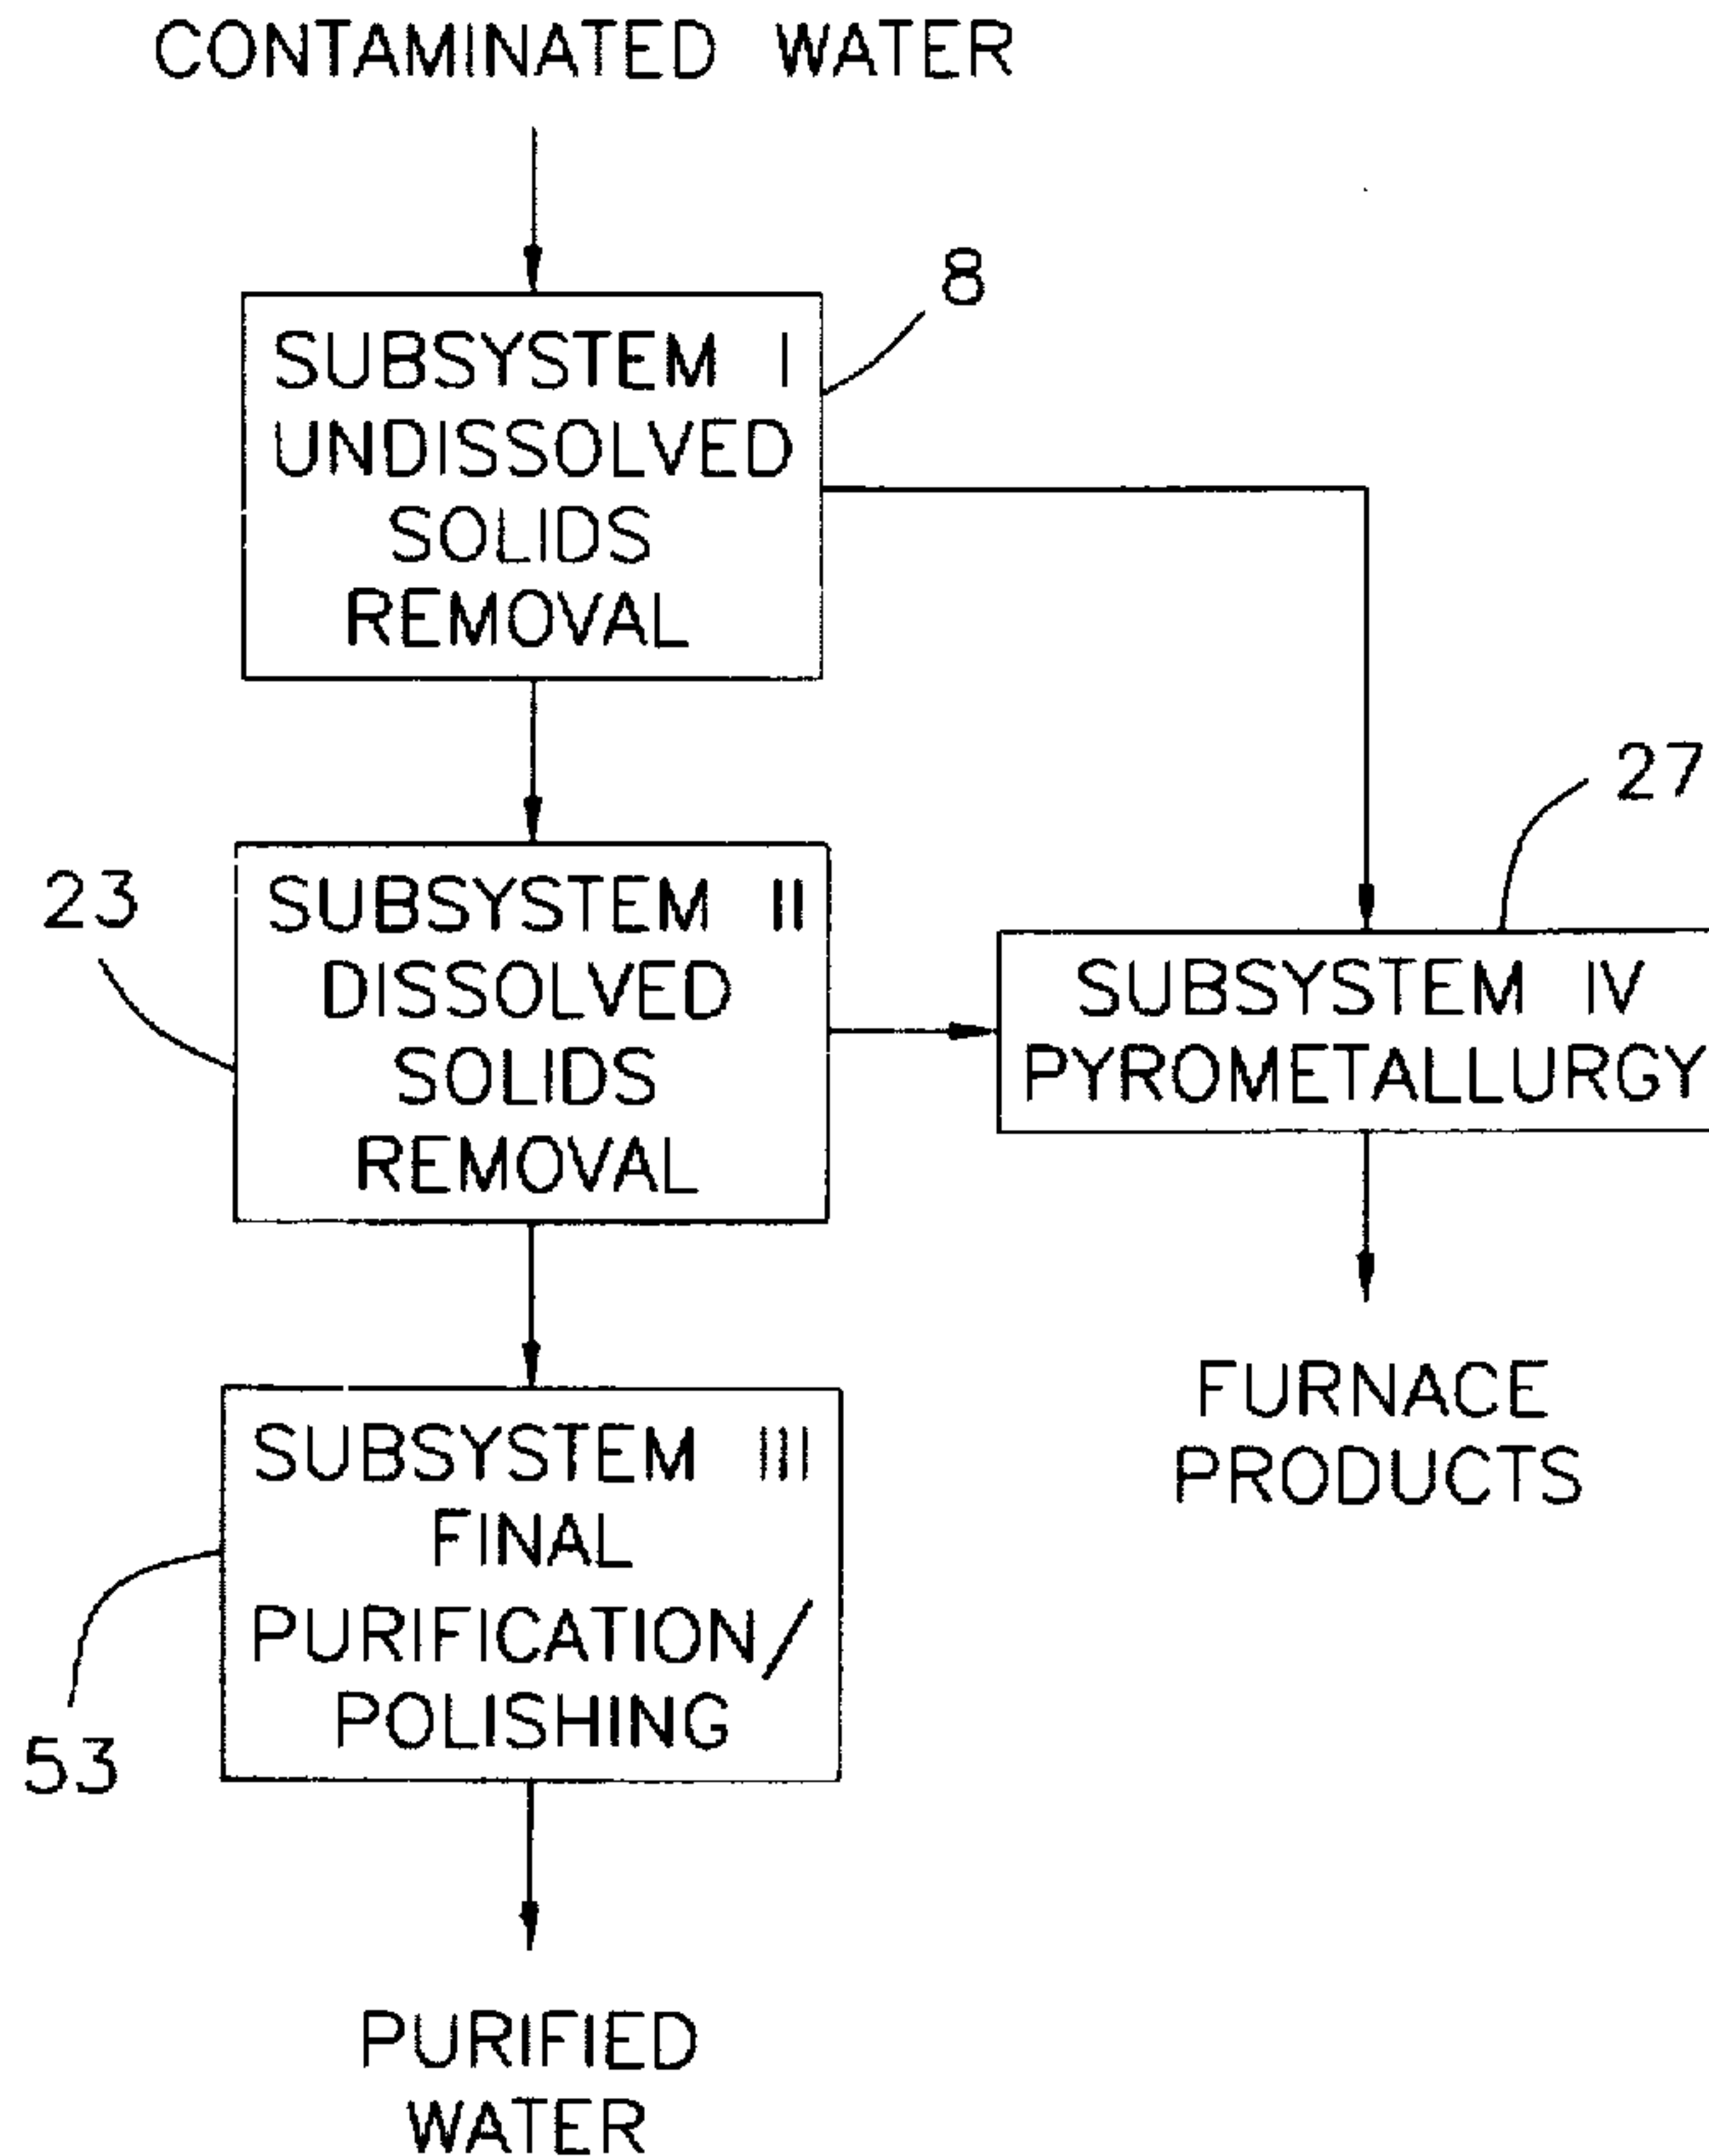 CONTAMINATED WATER
8
SUBSYSTEM I
UNDISSOLVED
SOLIDS
REMOVAL
27
23
SUBSYSTEM II
DISSOLVED
SOLIDS
REMOVAL
SUBSYSTEM IV
PYROMETALLURGY
SUBSYSTEM III
FINAL
PURIFICATION/
POLISHING
53
FURNACE
PRODUCTS
PURIFIED
WATER